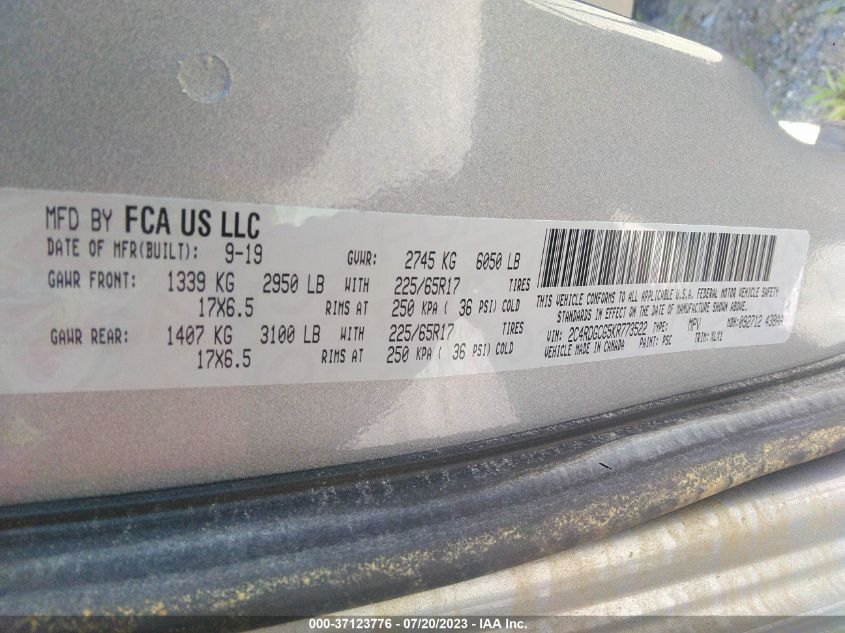 MFD BY FCA US LLC
DATE OF MFR(BUILT): 9-19 GVWR: 2745 KG 6050 LB
GAWR FRONT: 1339 KG 2950 LB WITH 225/65R17 TIRES
17X6.5 RIMS AT 250 KPA ( 36 PSI) COLD
GAWR REAR: 1407 KG 3100 LB WITH 225/65R17 TIRES
17X6.5 RIMS AT 250 KPA ( 36 PSI) COLD
THIS VEHICLE CONFORMS TO ALL APPLICABLE U.S.A. FEDERAL MOTOR VEHICLE SAFETY
STANDARDS IN EFFECT ON THE DATE OF MANUFACTURE SHOWN ABOVE.
VIN: 2C4RDGCG5KR773522 TYPE: MPV MDH: 092712 438AA
VEHICLE MADE IN CANADA PAINT: PSC TRIM:
000-37123776 - 07/20/2023 - IAA Inc.